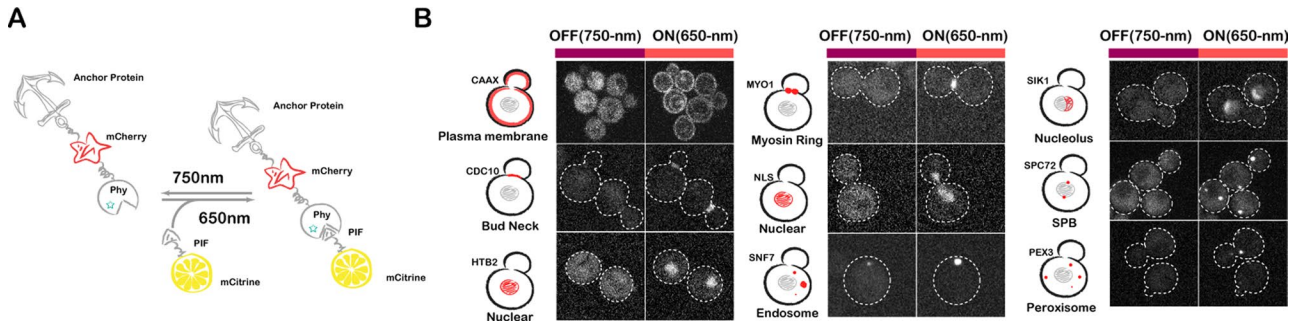 A
Anchor Protein
mCherry
Phy
750nm
650nm
PIF
mCitrine
Anchor Protein
mCherry
Phy
PIF
mCitrine
B
OFF(750-nm) ON(650-nm)
CAAX
Plasma membrane
CDC10
Bud Neck
HTB2
Nuclear
OFF(750-nm) ON(650-nm)
MYO1
Myosin Ring
NLS
Nuclear
SNF7
Endosome
OFF(750-nm) ON(650-nm)
SIK1
Nucleolus
SPC72
SPB
PEX3
Peroxisome